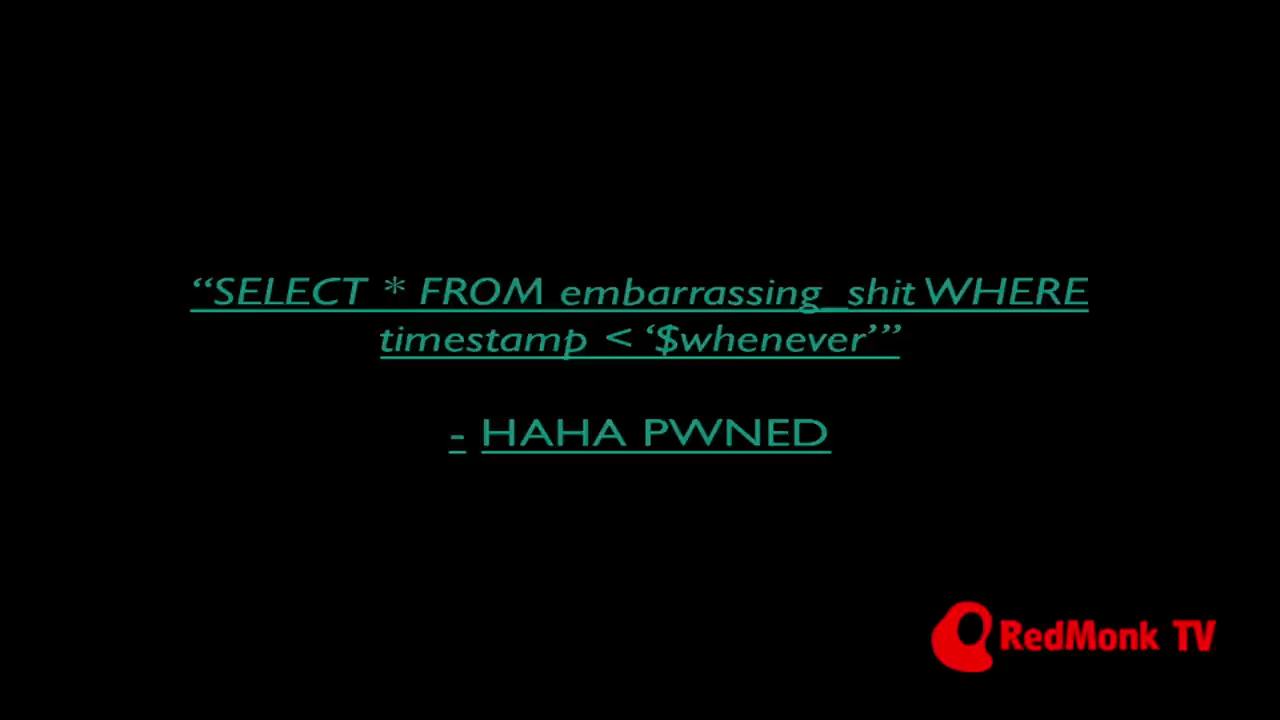 “SELECT * FROM embarrassing_shit WHERE
timestamp < ‘$whenever’”
- HAHA PWNED
RedMonk TV